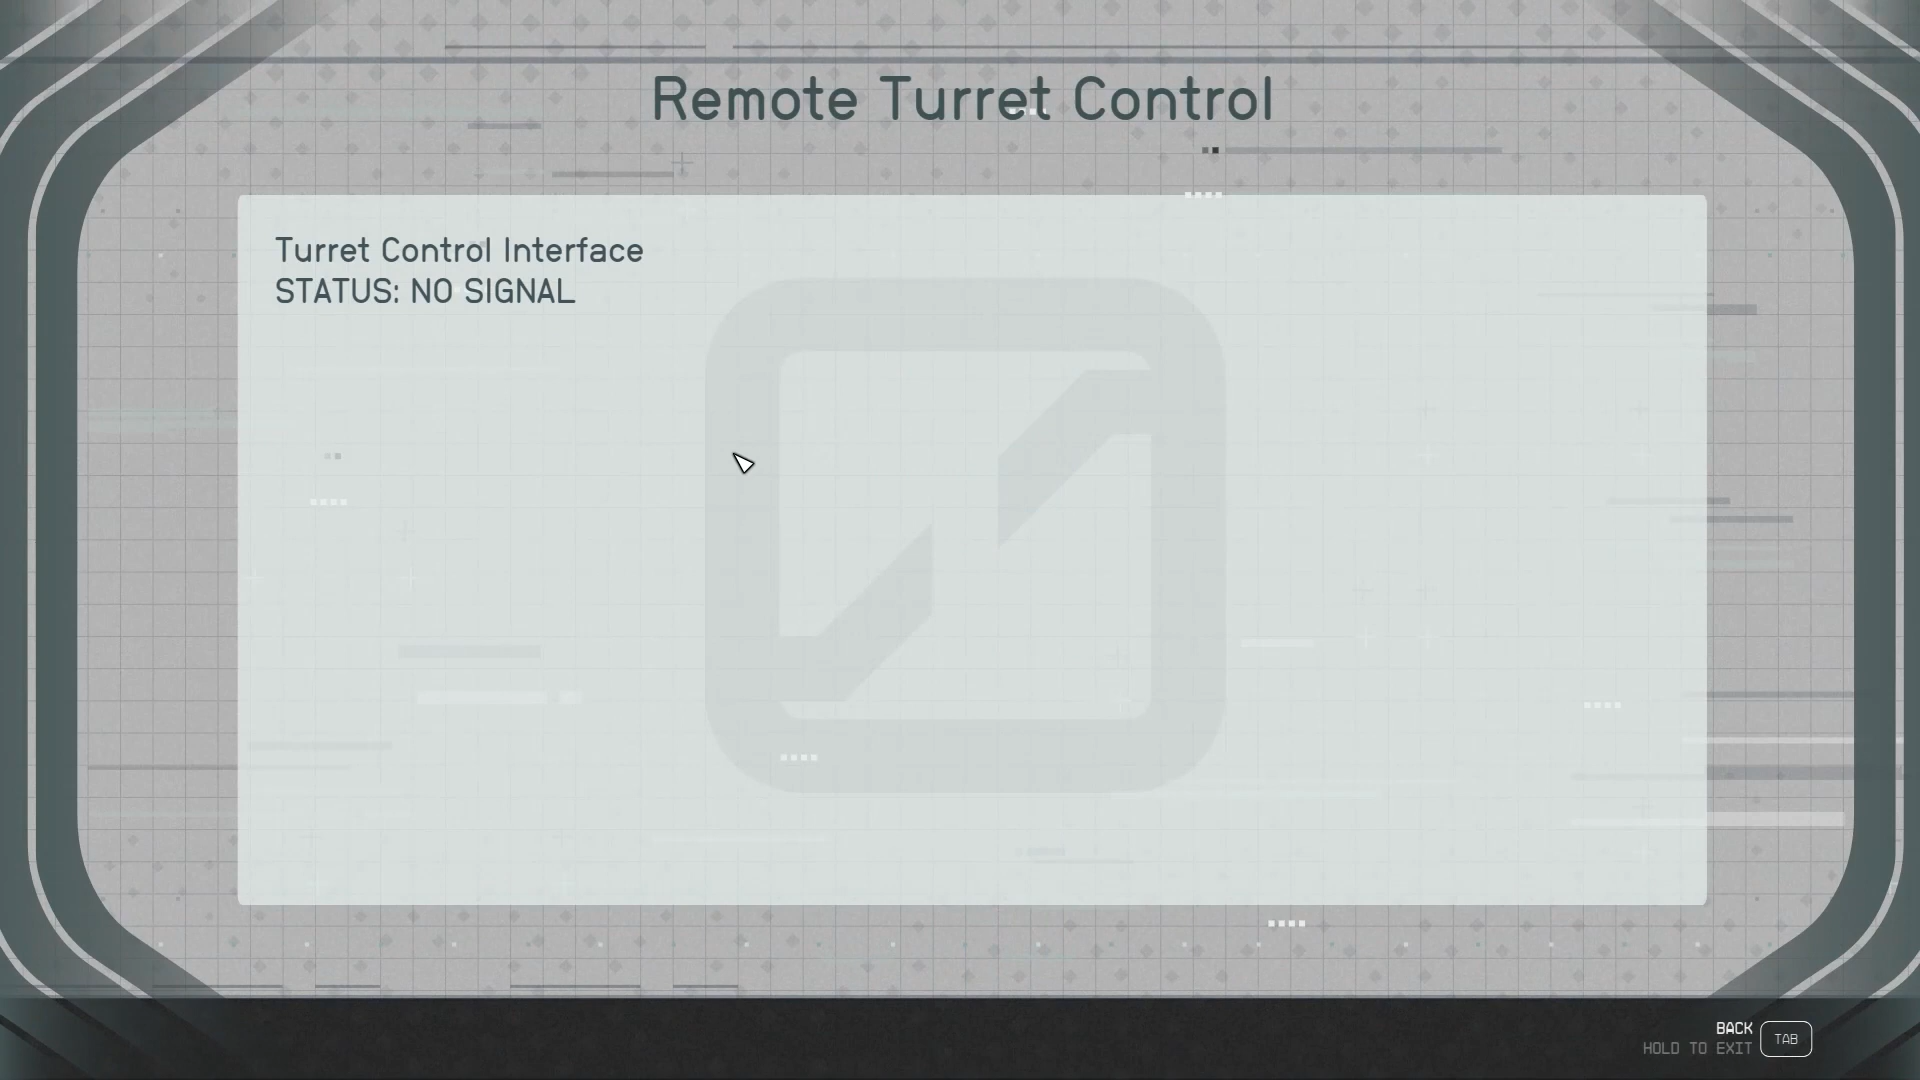 Remote Turret Control
Turret Control Interface
STATUS: NO SIGNAL
BACK
HOLD TO EXIT
TAB